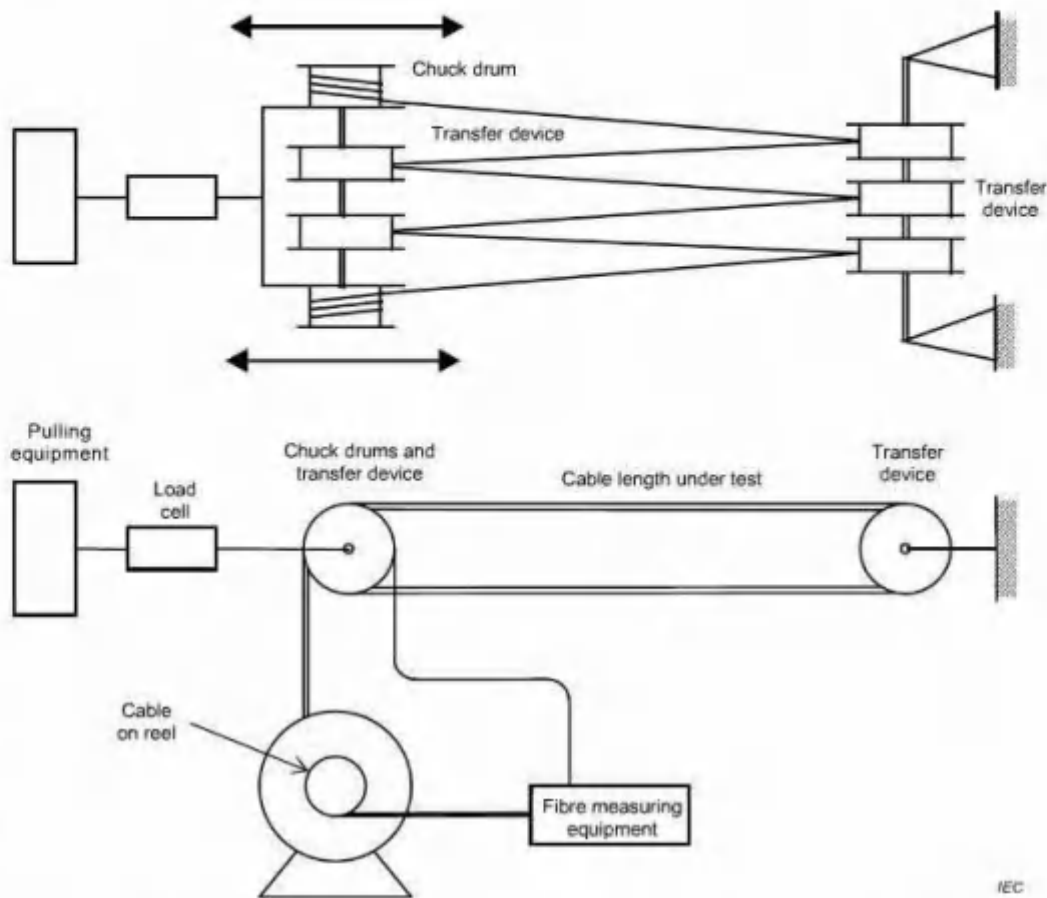 Chuck drum
Transfer device
Transfer
device
Pulling
equipment
Load
cell
Chuck drums and
transfer device
Cable length under test
Transfer
device
Cable
on reel
Fibre measuring
equipment
IEC